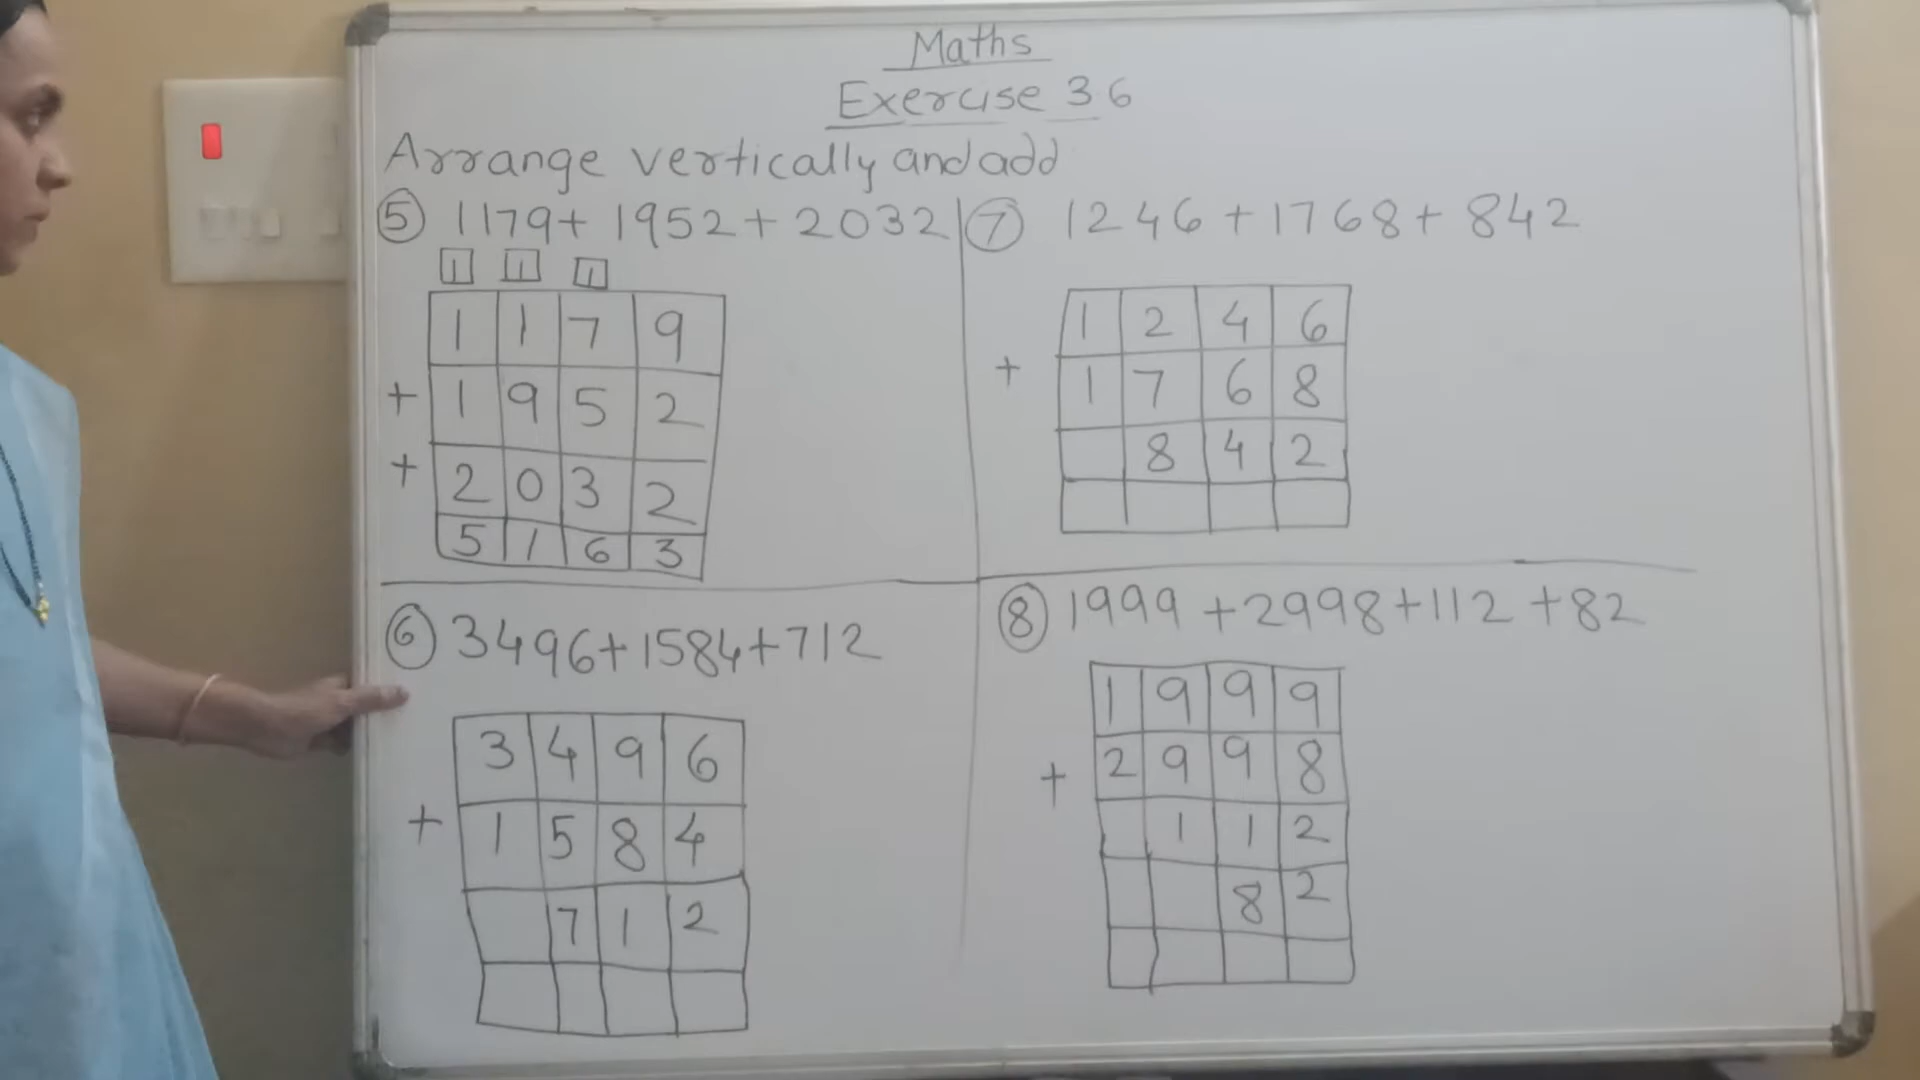 Maths
Exercise 36
Arrange vertically and add
⑤ 1179+ 1952+2032
1 1 1
1 1 7 9
+ 1 9 5 2
+ 2 0 3 2
5 1 6 3
⑦ 1246+1768+ 842
1 2 4 6
+ 1 7 6 8
8 4 2
⑥ 3496+1584+712
3 4 9 6
+ 1 5 8 4
7 1 2
⑧ 1999 +2998+112 +82
1 9 9 9
+ 2 9 9 8
1 1 2
8 2